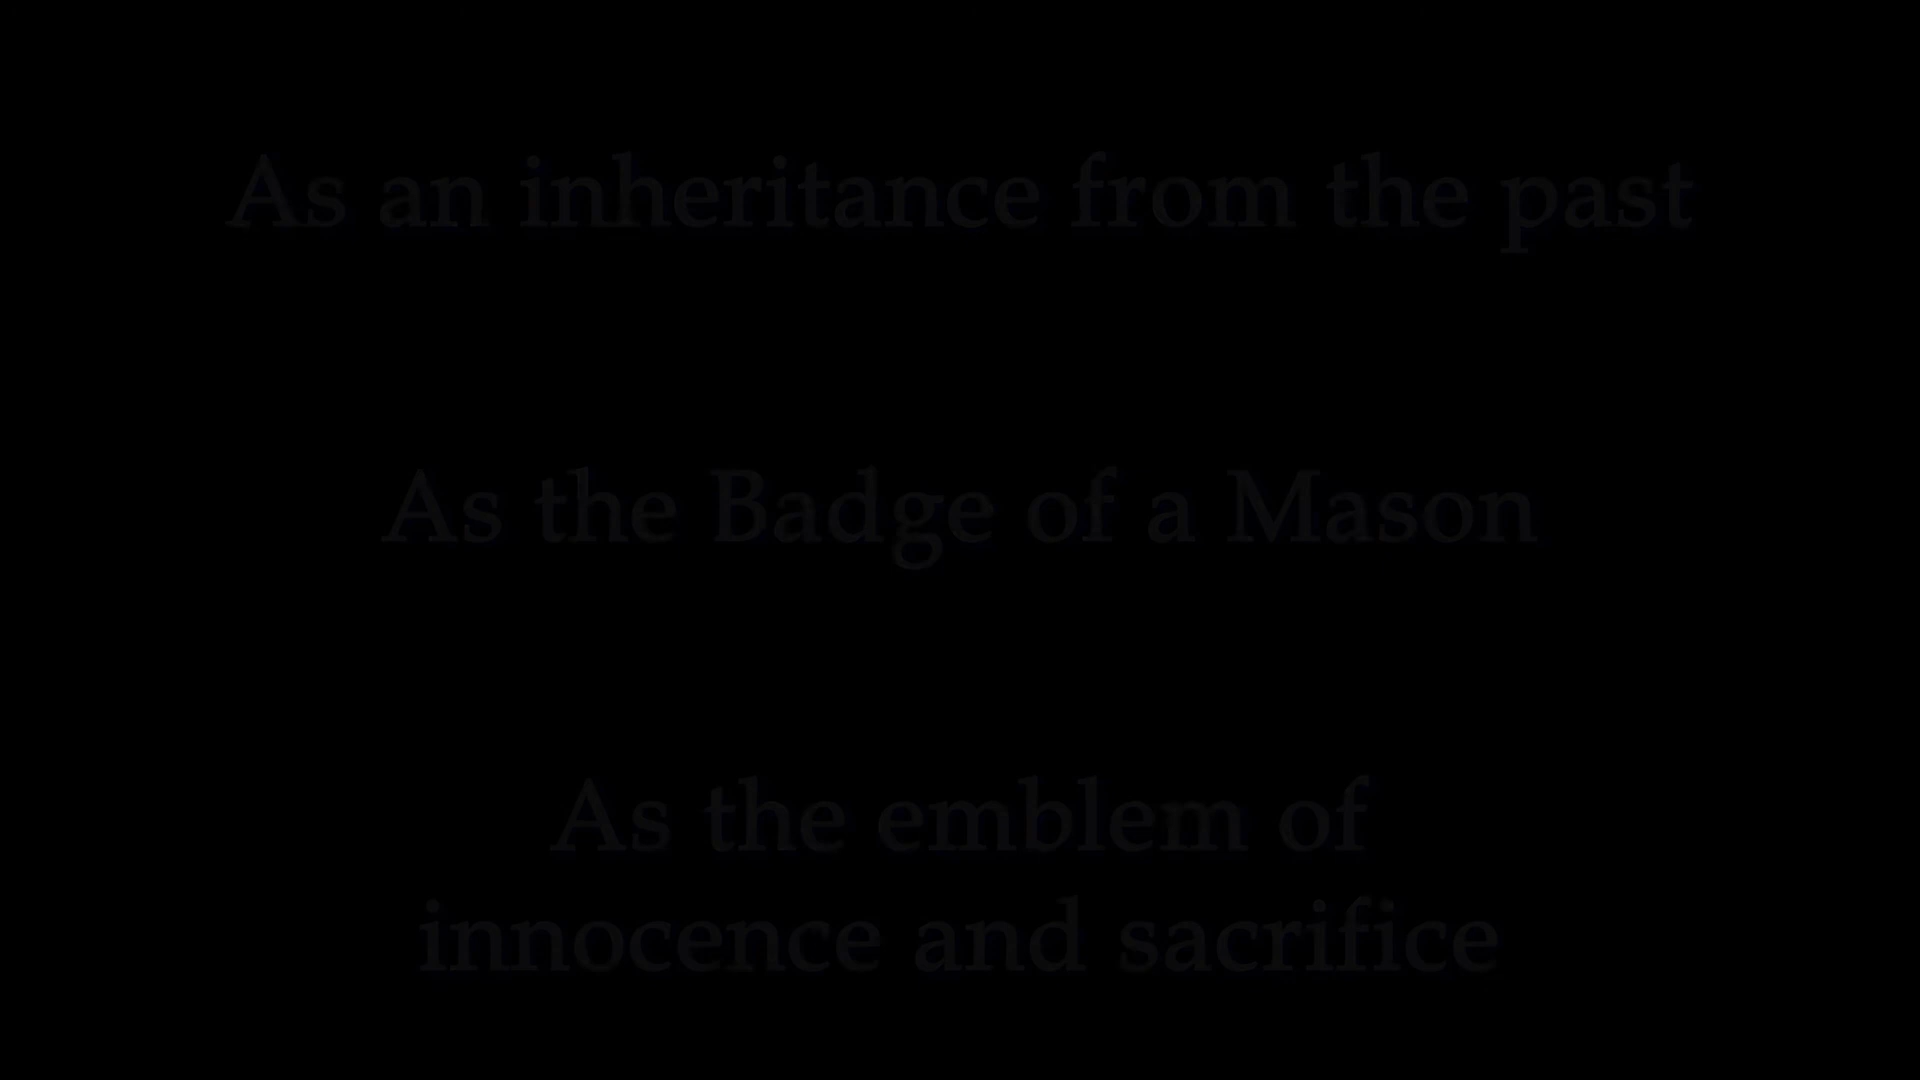 As an inheritance from the past
As the Badge of a Mason
As the emblem of
innocence and sacrifice